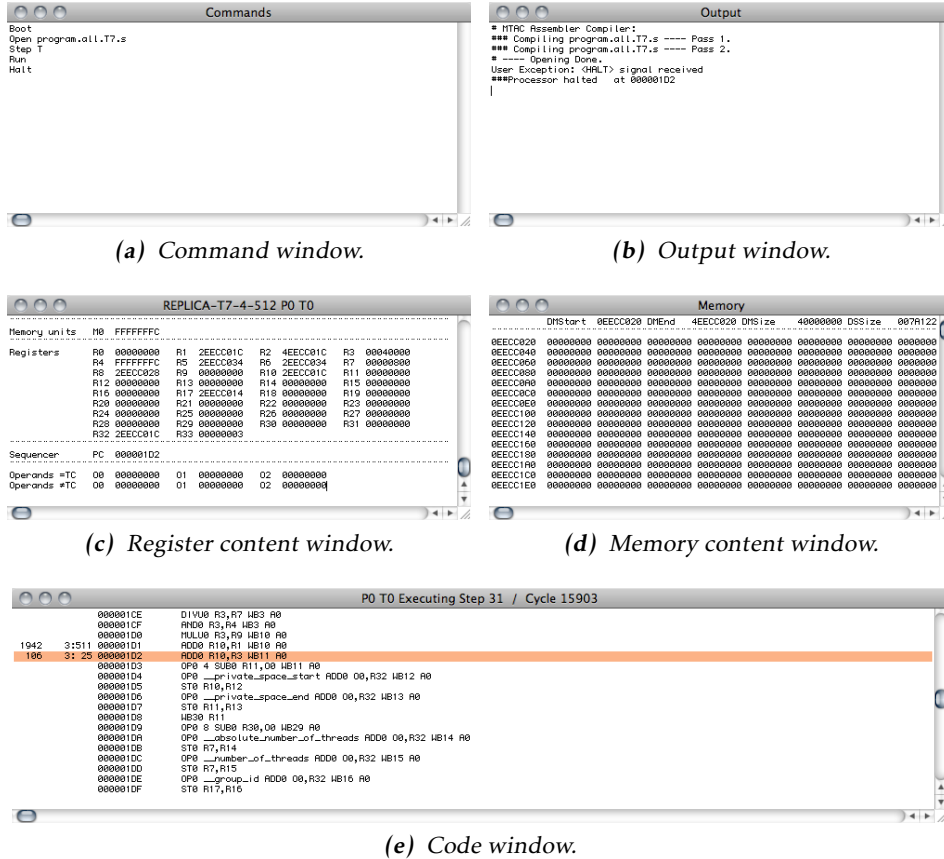 Commands
Boot
Open program.all.T7.s
Step T
Run
Halt
(a) Command window.
Output
# MTAC Assembler Compiler:
### Compiling program.all.T7.s ---- Pass 1.
### Compiling program.all.T7.s ---- Pass 2.
# ---- Opening Done.
User Exception: <HALT> signal received
###Processor halted at 000001D2
(b) Output window.
REPLICA-T7-4-512 P0 T0
Memory units M0 FFFFFFFC
Registers R0 00000000 R1 2EECC01C R2 4EECC01C R3 00040000
R4 FFFFFFFC R5 2EECC034 R6 2EECC034 R7 00000800
R8 2EECC028 R9 00000000 R10 2EECC01C R11 00000000
R12 00000000 R13 00000000 R14 00000000 R15 00000000
R16 00000000 R17 2EECC014 R18 00000000 R19 00000000
R20 00000000 R21 00000000 R22 00000000 R23 00000000
R24 00000000 R25 00000000 R26 00000000 R27 00000000
R28 00000000 R29 00000000 R30 00000000 R31 00000000
R32 2EECC01C R33 00000003
Sequencer PC 000001D2
Operands =TC O0 00000000 O1 00000000 O2 00000000
Operands ≠TC O0 00000000 O1 00000000 O2 00000000
(c) Register content window.
Memory
DMStart 0EECC020 DMEnd 4EECC020 DMSize 40000000 DSSize 007A122
0EECC020 00000000 00000000 00000000 00000000 00000000 00000000 00000000 0000000
0EECC040 00000000 00000000 00000000 00000000 00000000 00000000 00000000 0000000
0EECC060 00000000 00000000 00000000 00000000 00000000 00000000 00000000 0000000
0EECC080 00000000 00000000 00000000 00000000 00000000 00000000 00000000 0000000
0EECC0A0 00000000 00000000 00000000 00000000 00000000 00000000 00000000 0000000
0EECC0C0 00000000 00000000 00000000 00000000 00000000 00000000 00000000 0000000
0EECC0E0 00000000 00000000 00000000 00000000 00000000 00000000 00000000 0000000
0EECC100 00000000 00000000 00000000 00000000 00000000 00000000 00000000 0000000
0EECC120 00000000 00000000 00000000 00000000 00000000 00000000 00000000 0000000
0EECC140 00000000 00000000 00000000 00000000 00000000 00000000 00000000 0000000
0EECC160 00000000 00000000 00000000 00000000 00000000 00000000 00000000 0000000
0EECC180 00000000 00000000 00000000 00000000 00000000 00000000 00000000 0000000
0EECC1A0 00000000 00000000 00000000 00000000 00000000 00000000 00000000 0000000
0EECC1C0 00000000 00000000 00000000 00000000 00000000 00000000 00000000 0000000
0EECC1E0 00000000 00000000 00000000 00000000 00000000 00000000 00000000 0000000
(d) Memory content window.
P0 T0 Executing Step 31 / Cycle 15903
000001CE DIVU0 R3,R7 WB3 A0
000001CF AND0 R3,R4 WB3 A0
000001D0 MULU0 R3,R9 WB10 A0
1942 3:511 000001D1 ADD0 R10,R1 WB10 A0
106 3: 25 000001D2 ADD0 R10,R3 WB11 A0
000001D3 OP0 4 SUB0 R11,O0 WB11 A0
000001D4 OP0 __private_space_start ADD0 O0,R32 WB12 A0
000001D5 ST0 R10,R12
000001D6 OP0 __private_space_end ADD0 O0,R32 WB13 A0
000001D7 ST0 R11,R13
000001D8 WB30 R11
000001D9 OP0 8 SUB0 R30,O0 WB29 A0
000001DA OP0 __absolute_number_of_threads ADD0 O0,R32 WB14 A0
000001DB ST0 R7,R14
000001DC OP0 __number_of_threads ADD0 O0,R32 WB15 A0
000001DD ST0 R7,R15
000001DE OP0 __group_id ADD0 O0,R32 WB16 A0
000001DF ST0 R17,R16
(e) Code window.